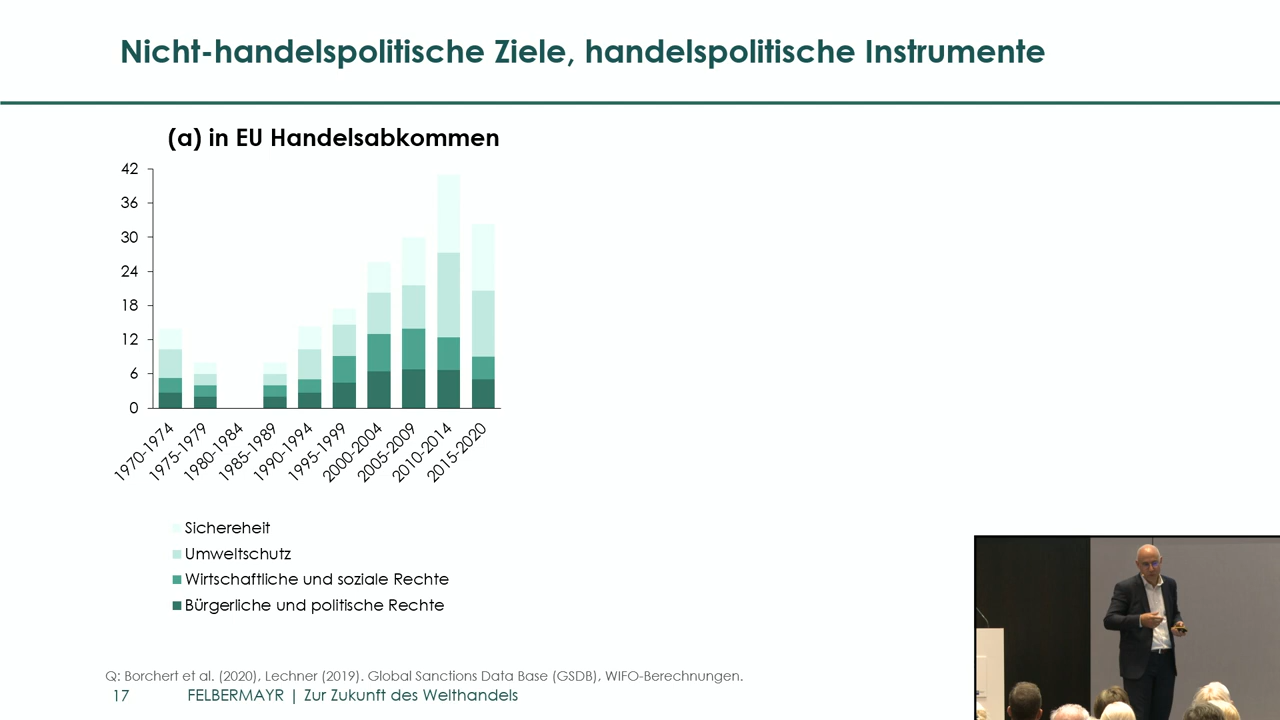 Nicht-handelspolitische Ziele, handelspolitische Instrumente
(a) in EU Handelsabkommen
42
36
30
24
18
12
6
0
1970-1974
1975-1979
1980-1984
1985-1989
1990-1994
1995-1999
2000-2004
2005-2009
2010-2014
2015-2020
Sichereheit
Umweltschutz
Wirtschaftliche und soziale Rechte
Bürgerliche und politische Rechte
Q: Borchert et al. (2020), Lechner (2019). Global Sanctions Data Base (GSDB), WIFO-Berechnungen.
17 FELBERMAYR | Zur Zukunft des Welthandels